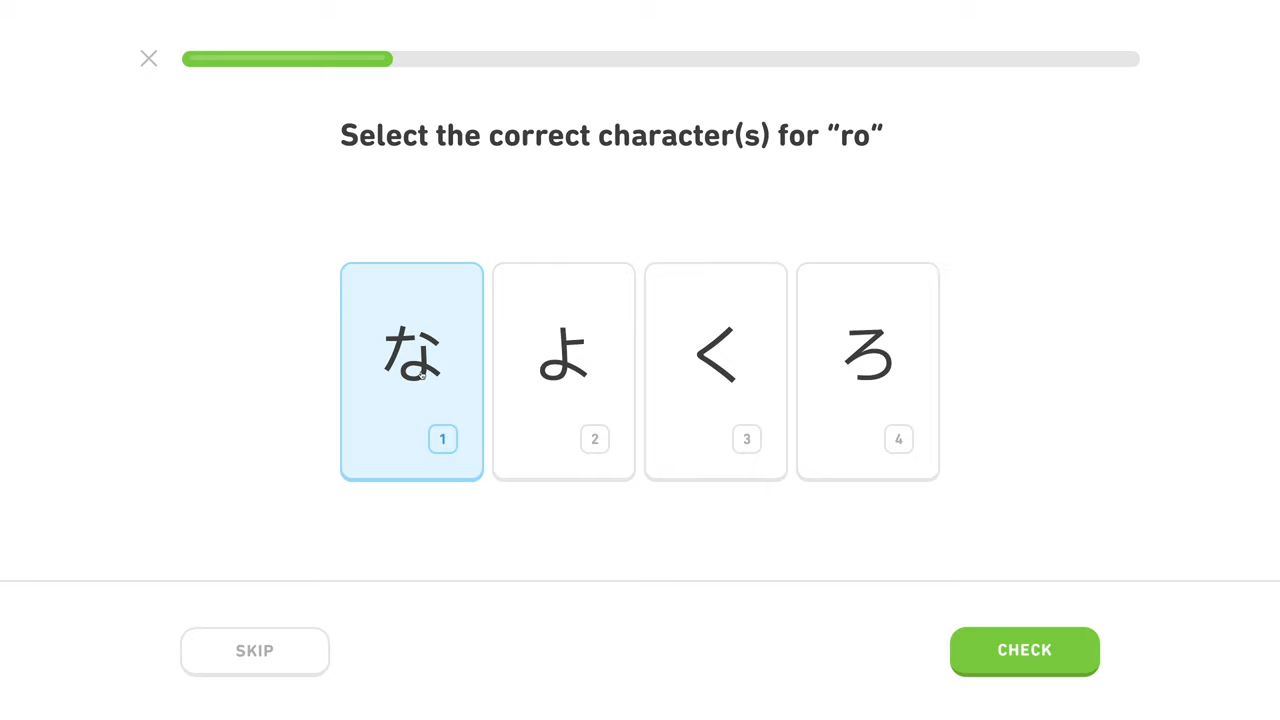 Select the correct character(s) for “ro“
な よ く ろ
1 2 3 4
SKIP CHECK